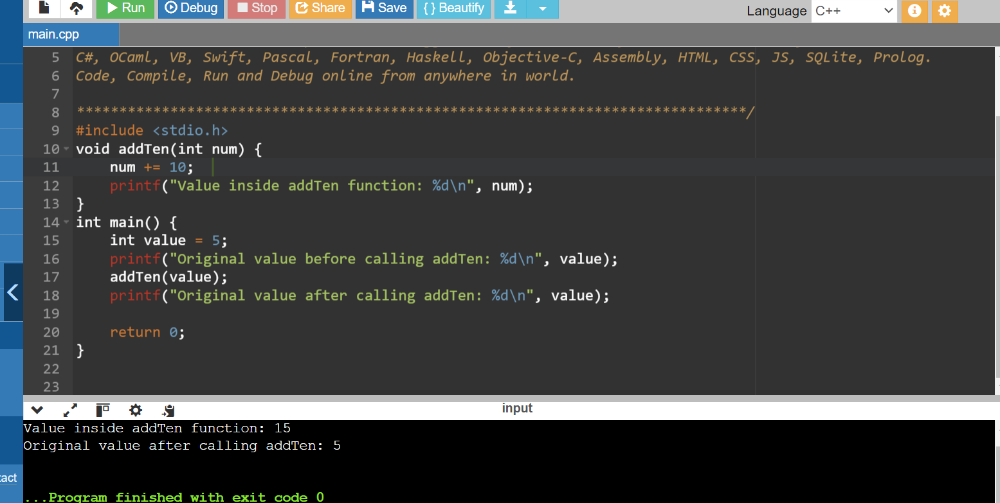 Run Debug Stop Share Save { } Beautify Language C++
main.cpp
5 C#, OCaml, VB, Swift, Pascal, Fortran, Haskell, Objective-C, Assembly, HTML, CSS, JS, SQLite, Prolog.
6 Code, Compile, Run and Debug online from anywhere in world.
7
8 *******************************************************************************/
9 #include <stdio.h>
10 void addTen(int num) {
11     num += 10;
12     printf("Value inside addTen function: %d\n", num);
13 }
14 int main() {
15     int value = 5;
16     printf("Original value before calling addTen: %d\n", value);
17     addTen(value);
18     printf("Original value after calling addTen: %d\n", value);
19
20     return 0;
21 }
22
23
input
Value inside addTen function: 15
Original value after calling addTen: 5
tact
...Program finished with exit code 0